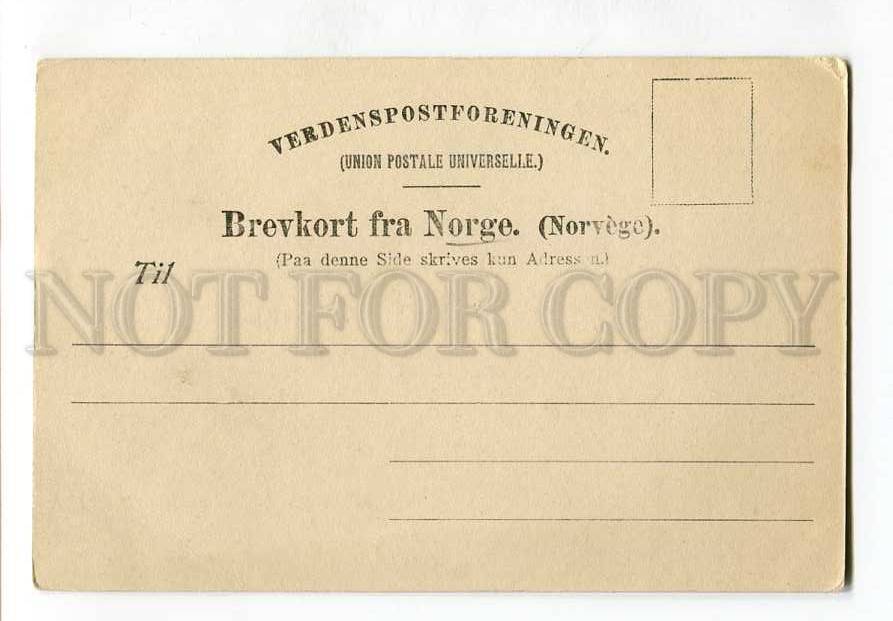 VERDENSPOSTFORENINGEN.
(UNION POSTALE UNIVERSELLE.)
Brevkort fra Norge. (Norvège).
(Paa denne Side skrives kun Adressen.)
Til
NOT FOR COPY